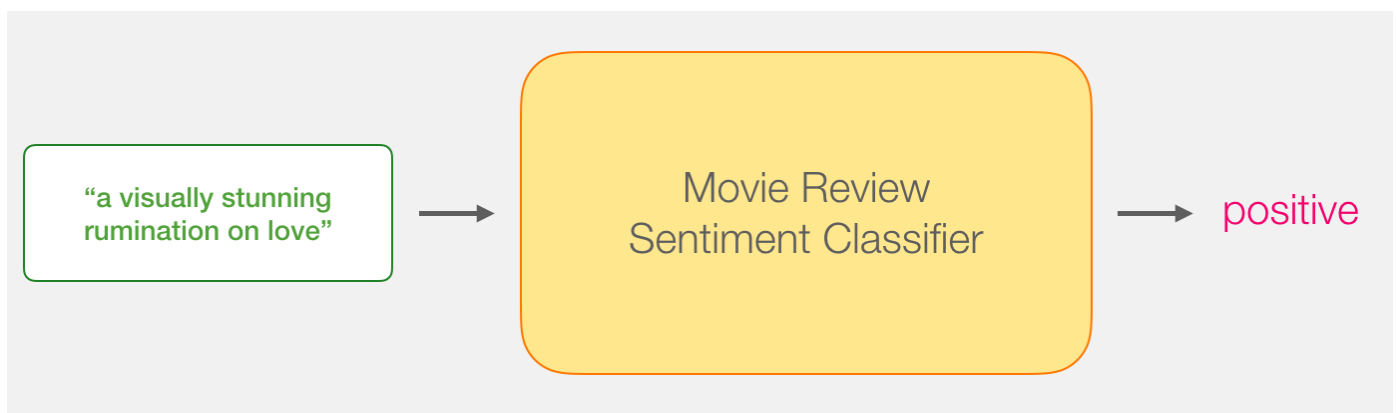 “a visually stunning
rumination on love”
Movie Review
Sentiment Classifier
positive